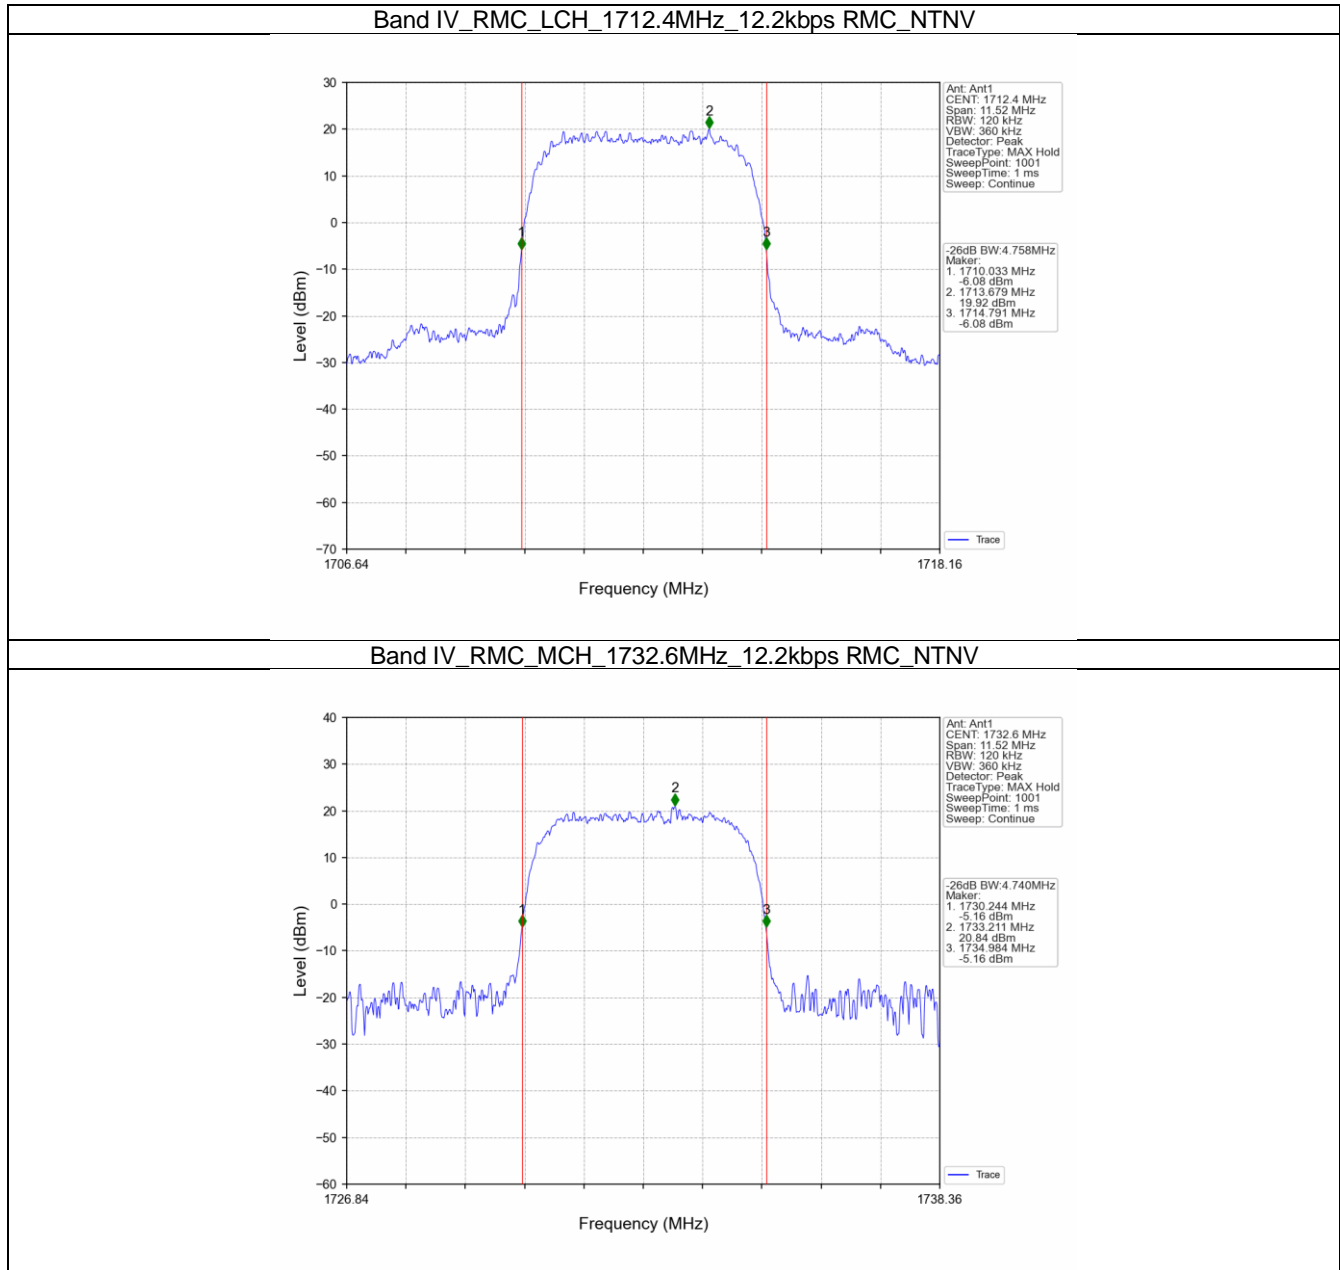 Band IV_RMC_LCH_1712.4MHz_12.2kbps RMC_NTNV
30
20
10
0
−10
−20
−30
−40
−50
−60
−70
Level (dBm)
1
2
3
1706.64
1718.16
Frequency (MHz)
Ant: Ant1
CENT: 1712.4 MHz
Span: 11.52 MHz
RBW: 120 kHz
VBW: 360 kHz
Detector: Peak
TraceType: MAX Hold
SweepPoint: 1001
SweepTime: 1 ms
Sweep: Continue
-26dB BW:4.758MHz
Maker:
1. 1710.033 MHz
-6.08 dBm
2. 1713.679 MHz
19.92 dBm
3. 1714.791 MHz
-6.08 dBm
Trace
Band IV_RMC_MCH_1732.6MHz_12.2kbps RMC_NTNV
40
30
20
10
0
−10
−20
−30
−40
−50
−60
Level (dBm)
1
2
3
1726.84
1738.36
Frequency (MHz)
Ant: Ant1
CENT: 1732.6 MHz
Span: 11.52 MHz
RBW: 120 kHz
VBW: 360 kHz
Detector: Peak
TraceType: MAX Hold
SweepPoint: 1001
SweepTime: 1 ms
Sweep: Continue
-26dB BW:4.740MHz
Maker:
1. 1730.244 MHz
-5.16 dBm
2. 1733.211 MHz
20.84 dBm
3. 1734.984 MHz
-5.16 dBm
Trace